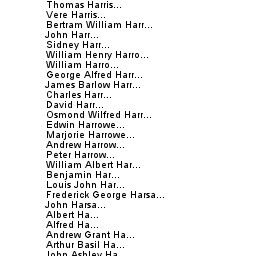 Thomas Harris...
Vere Harris...
Bertram William Harr...
John Harr...
Sidney Harr...
William Henry Harro...
William Harro...
George Alfred Harr...
James Barlow Harr...
Charles Harr...
David Harr...
Osmond Wilfred Harr...
Edwin Harrowe...
Marjorie Harrowe...
Andrew Harrow...
Peter Harrow...
William Albert Har...
Benjamin Har...
Louis John Har...
Frederick George Harsa...
John Harsa...
Albert Ha...
Alfred Ha...
Andrew Grant Ha...
Arthur Basil Ha...
John Ashley Ha...